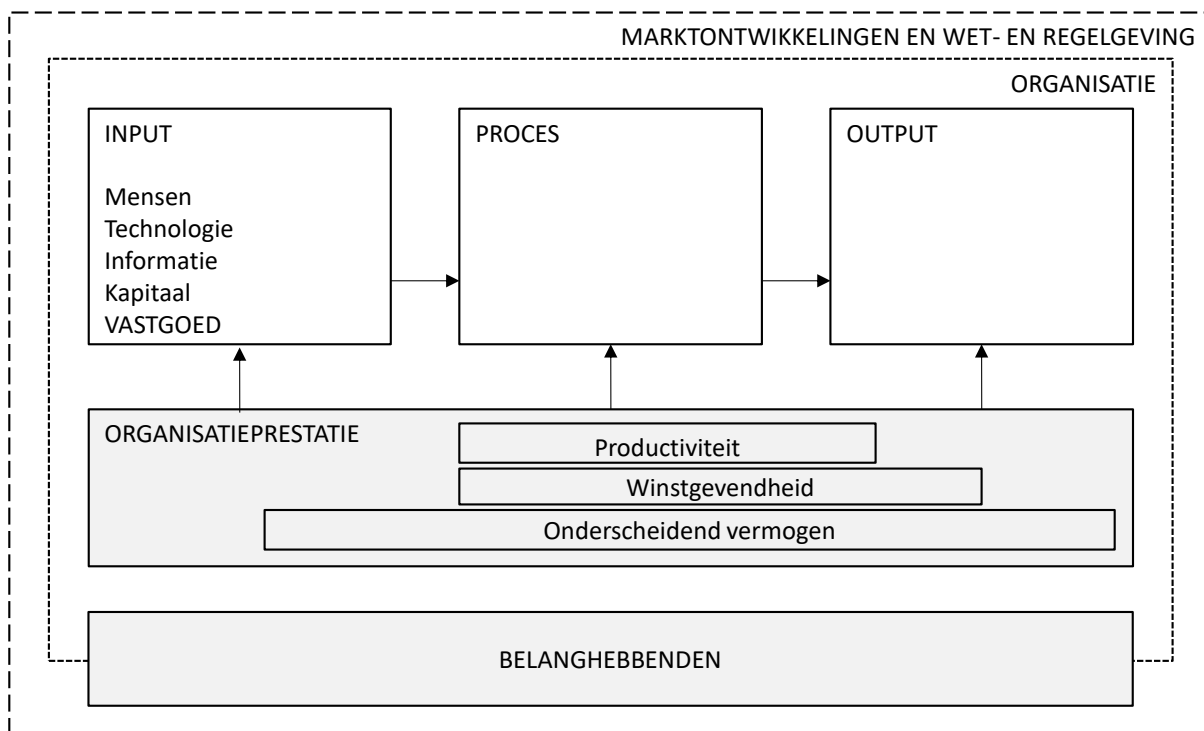 MARKTONTWIKKELINGEN EN WET- EN REGELGEVING
ORGANISATIE
INPUT
Mensen
Technologie
Informatie
Kapitaal
VASTGOED
PROCES
OUTPUT
ORGANISATIEPRESTATIE
Productiviteit
Winstgevendheid
Onderscheidend vermogen
BELANGHEBBENDEN